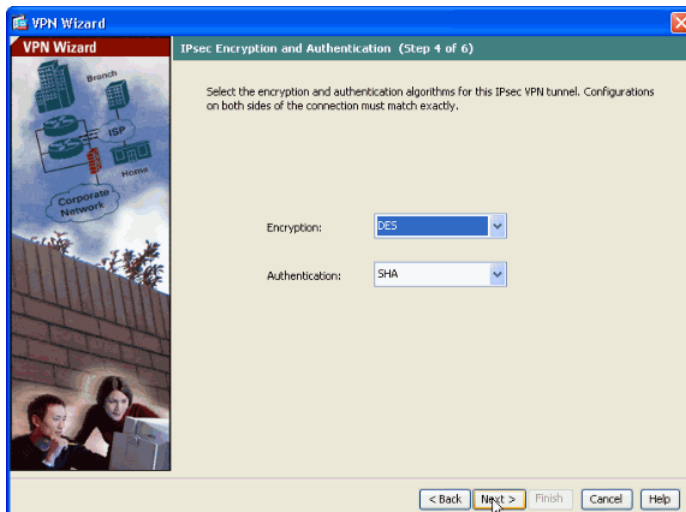 VPN Wizard
VPN Wizard
IPsec Encryption and Authentication (Step 4 of 6)
Branch
ISP
Home
Corporate
Network
Select the encryption and authentication algorithms for this IPsec VPN tunnel. Configurations
on both sides of the connection must match exactly.
Encryption: DES
Authentication: SHA
< Back Next > Finish Cancel Help